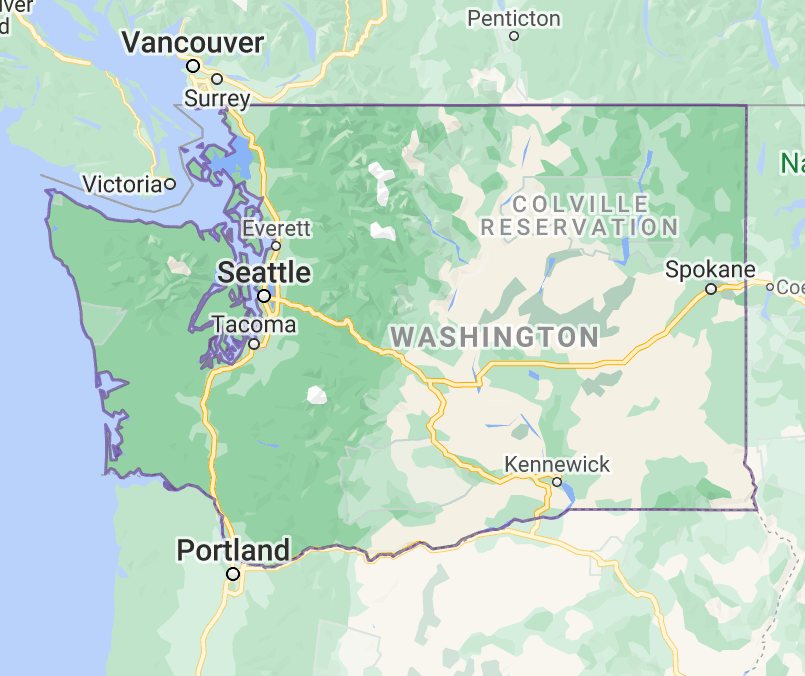 Penticton
Vancouver
Surrey
Victoria
COLVILLE
RESERVATION
Everett
Seattle
Spokane
Tacoma
WASHINGTON
Kennewick
Portland